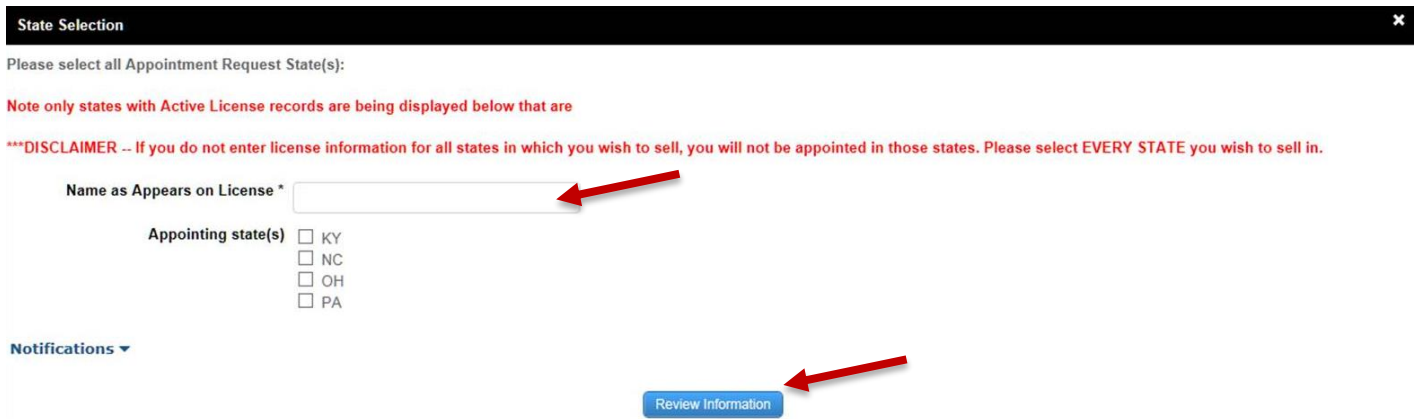 State Selection
Please select all Appointment Request State(s):
Note only states with Active License records are being displayed below that are
***DISCLAIMER -- If you do not enter license information for all states in which you wish to sell, you will not be appointed in those states. Please select EVERY STATE you wish to sell in.
Name as Appears on License *
Appointing state(s)
KY
NC
OH
PA
Notifications
Review Information